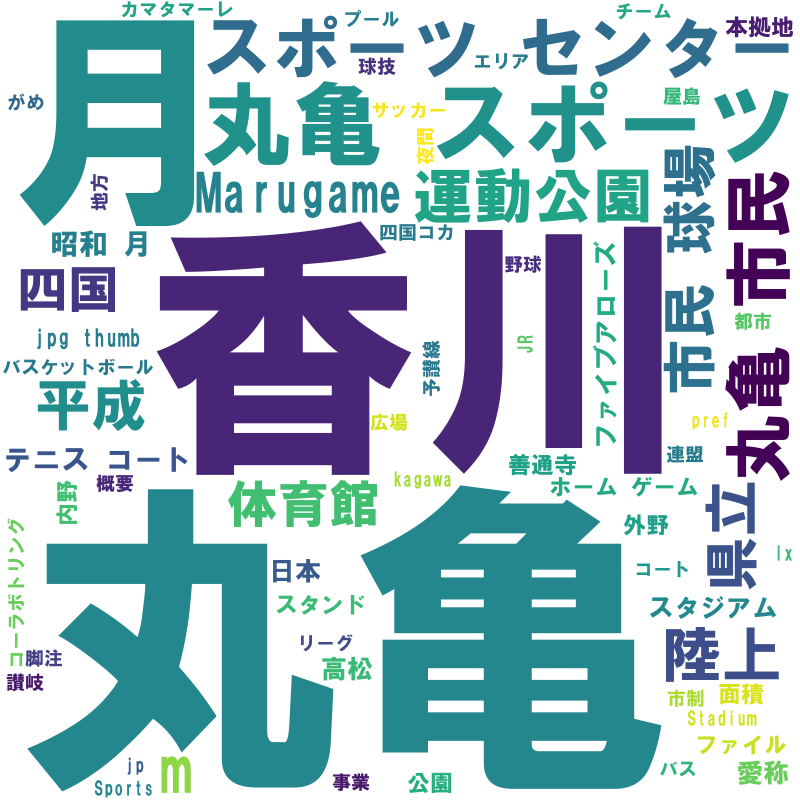 カマタマーレ
プール
チーム
月
スポーツ センター
本拠地
球技
エリア
がめ
丸亀
サッカー
スポーツ
屋島
夜間
地方
Marugame
運動公園
市民 球場
市民
昭和 月
四国コカ
四国
香川
野球
ファイブアローズ
都市
jpg thumb
JR
バスケットボール
予讃線
丸亀
平成
広場
pref
テニス コート
善通寺
連盟
概要
kagawa
ホーム ゲーム
内野
体育館
県立
丸亀
外野
コーラボトリング
日本
コート
lx
スタンド
スタジアム
リーグ
陸上
脚注
高松
讃岐
市制
面積
Stadium
ファイル
jp
m
バス
愛称
Sports
事業
公園